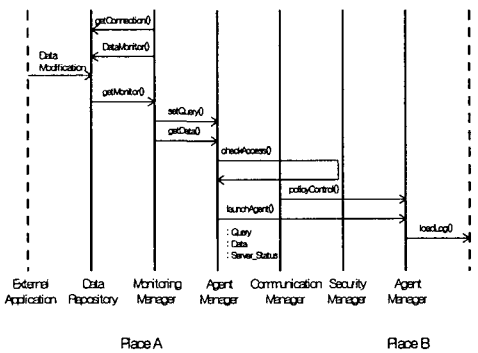 getConnection()
DataMonitor()
Data
Modification
getMonitor()
setQuery()
getData()
checkAccess()
policyControl()
launchAgent()
: Query
: Data
: Server_Status
loadLog()
External
Application
Data
Repository
Monitoring
Manager
Agent
Manager
Communication
Manager
Security
Manager
Agent
Manager
Place A
Place B